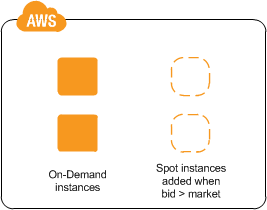 AWS
On-Demand
instances
Spot instances
added when
bid > market